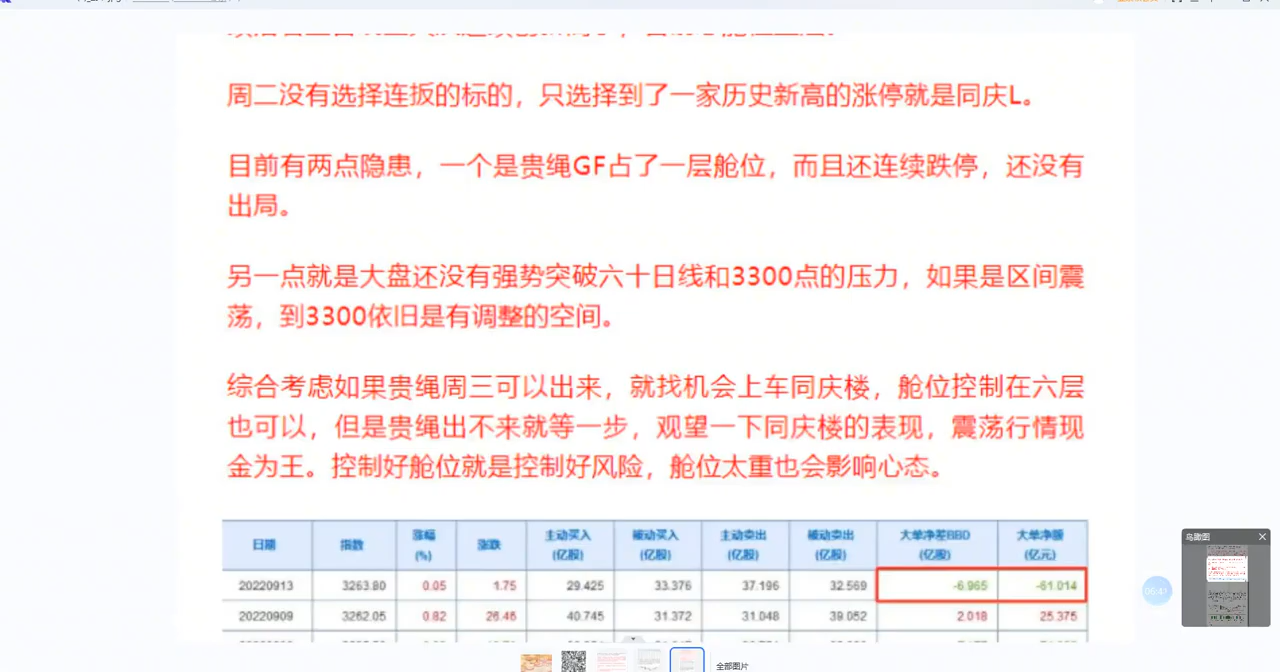 周二没有选择连扳的标的，只选择到了一家历史新高的涨停就是同庆L。
目前有两点隐患，一个是贵绳GF占了一层舱位，而且还连续跌停，还没有
出局。
另一点就是大盘还没有强势突破六十日线和3300点的压力，如果是区间震
荡，到3300依旧是有调整的空间。
综合考虑如果贵绳周三可以出来，就找机会上车同庆楼，舱位控制在六层
也可以，但是贵绳出不来就等一步，观望一下同庆楼的表现，震荡行情现
金为王。控制好舱位就是控制好风险，舱位太重也会影响心态。
日期 指数 涨幅 (%) 涨跌 主动买入 (亿股) 被动买入 (亿股) 主动卖出 (亿股) 被动卖出 (亿股) 大单净差BBD (亿股) 大单净额 (亿元)
20220913 3263.80 0.05 1.75 29.425 33.376 37.196 32.569 -6.965 -61.014
20220909 3262.05 0.82 26.46 40.745 31.372 31.048 39.052 2.018 25.375
鸟瞰图
全部图片